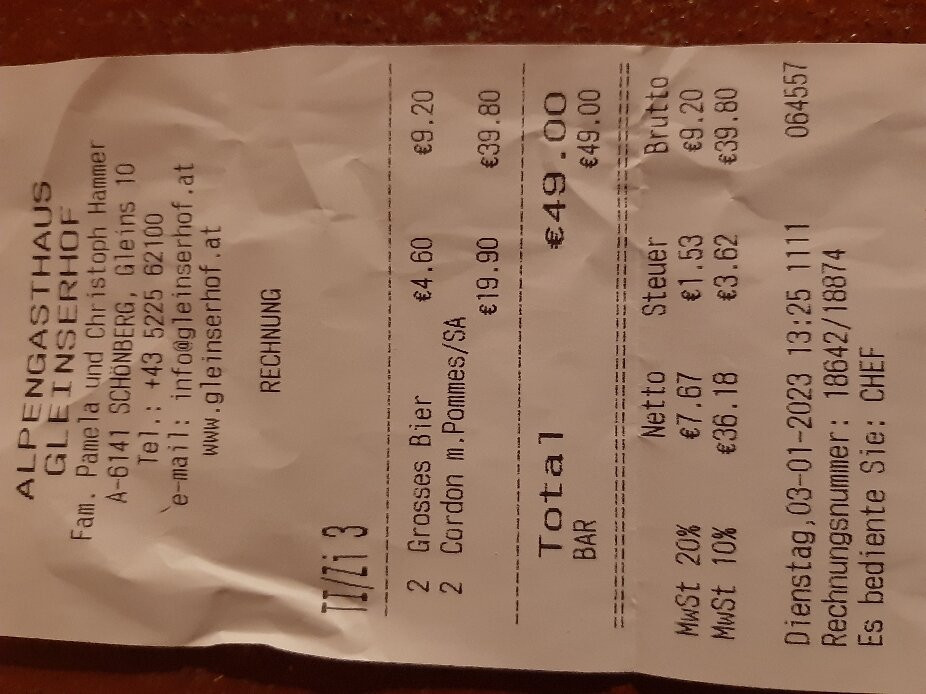 ALPENGASTHAUS
GLEINSERHOF
Fam. Pamela und Christoph Hammer
A-6141 SCHÖNBERG, Gleins 10
Tel.: +43 5225 62100
e-mail: info@gleinserhof.at
www.gleinserhof.at
RECHNUNG
TI/Zi 3
2 Grosses Bier €4.60 €9.20
2 Cordon m.Pommes/SA
€19.90 €39.80
Total €49.00
BAR €49.00
Netto Steuer Brutto
MwSt 20% €7.67 €1.53 €9.20
MwSt 10% €36.18 €3.62 €39.80
Dienstag,03-01-2023 13:25 1111 064557
Rechnungsnummer: 18642/18874
Es bediente Sie: CHEF